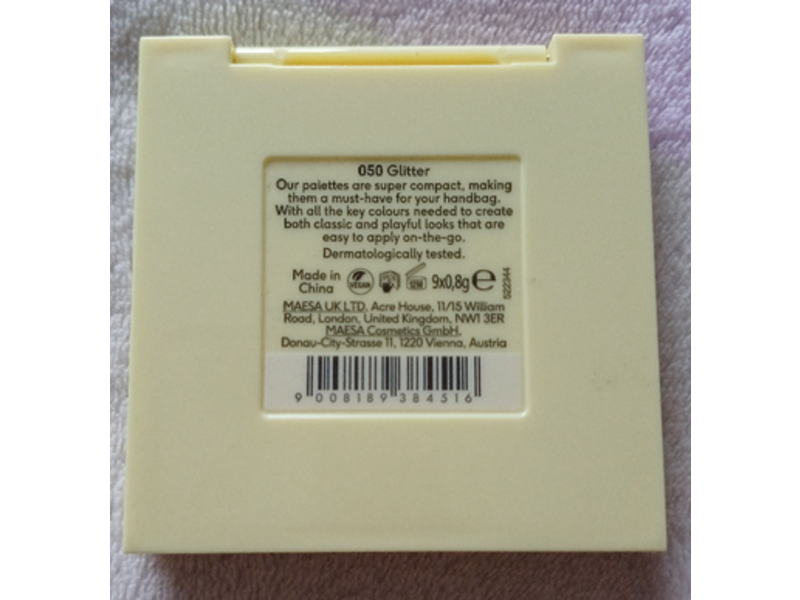 050 Glitter
Our palettes are super compact, making
them a must-have for your handbag.
With all the key colours needed to create
both classic and playful looks that are
easy to apply on-the-go.
Dermatologically tested.
Made in
China
VEGAN
12M
9x0,8g e
522344
MAESA UK LTD, Acre House, 11/15 William
Road, London, United Kingdom, NW1 3ER
MAESA Cosmetics GmbH,
Donau-City-Strasse 11, 1220 Vienna, Austria
9 008189 384516